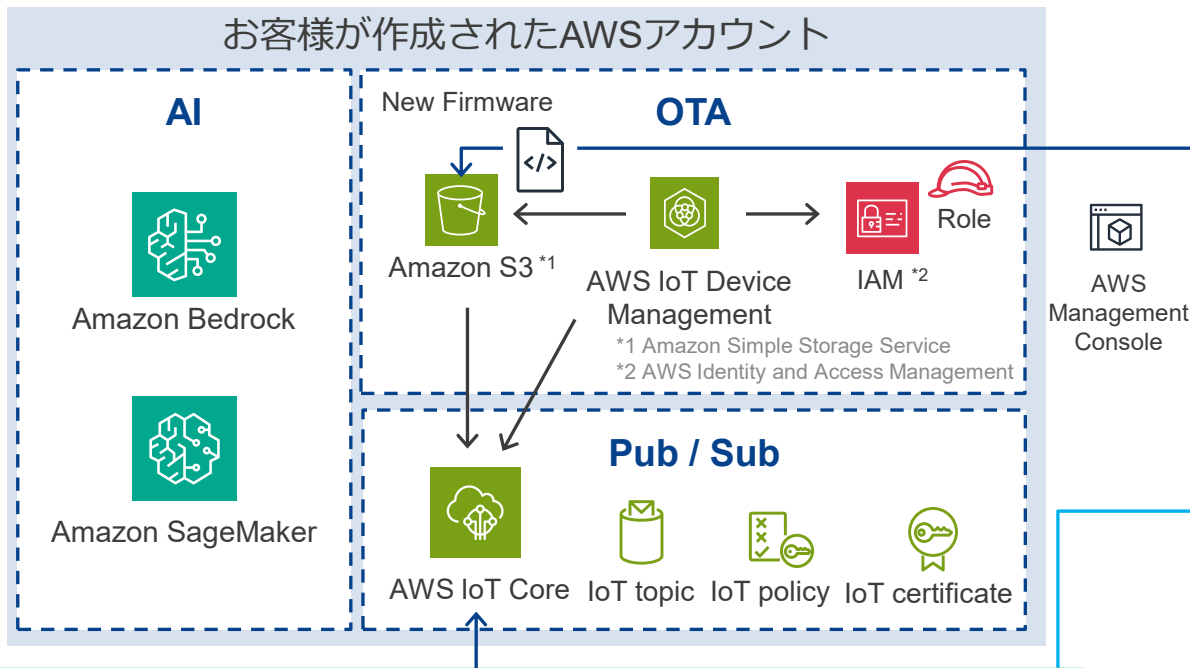 お客様が作成されたAWSアカウント
AI
Amazon Bedrock
Amazon SageMaker
OTA
New Firmware
</>
Amazon S3 *1
AWS IoT Device
Management
IAM *2
Role
*1 Amazon Simple Storage Service
*2 AWS Identity and Access Management
Pub / Sub
AWS IoT Core
IoT topic
IoT policy
IoT certificate
AWS
Management
Console